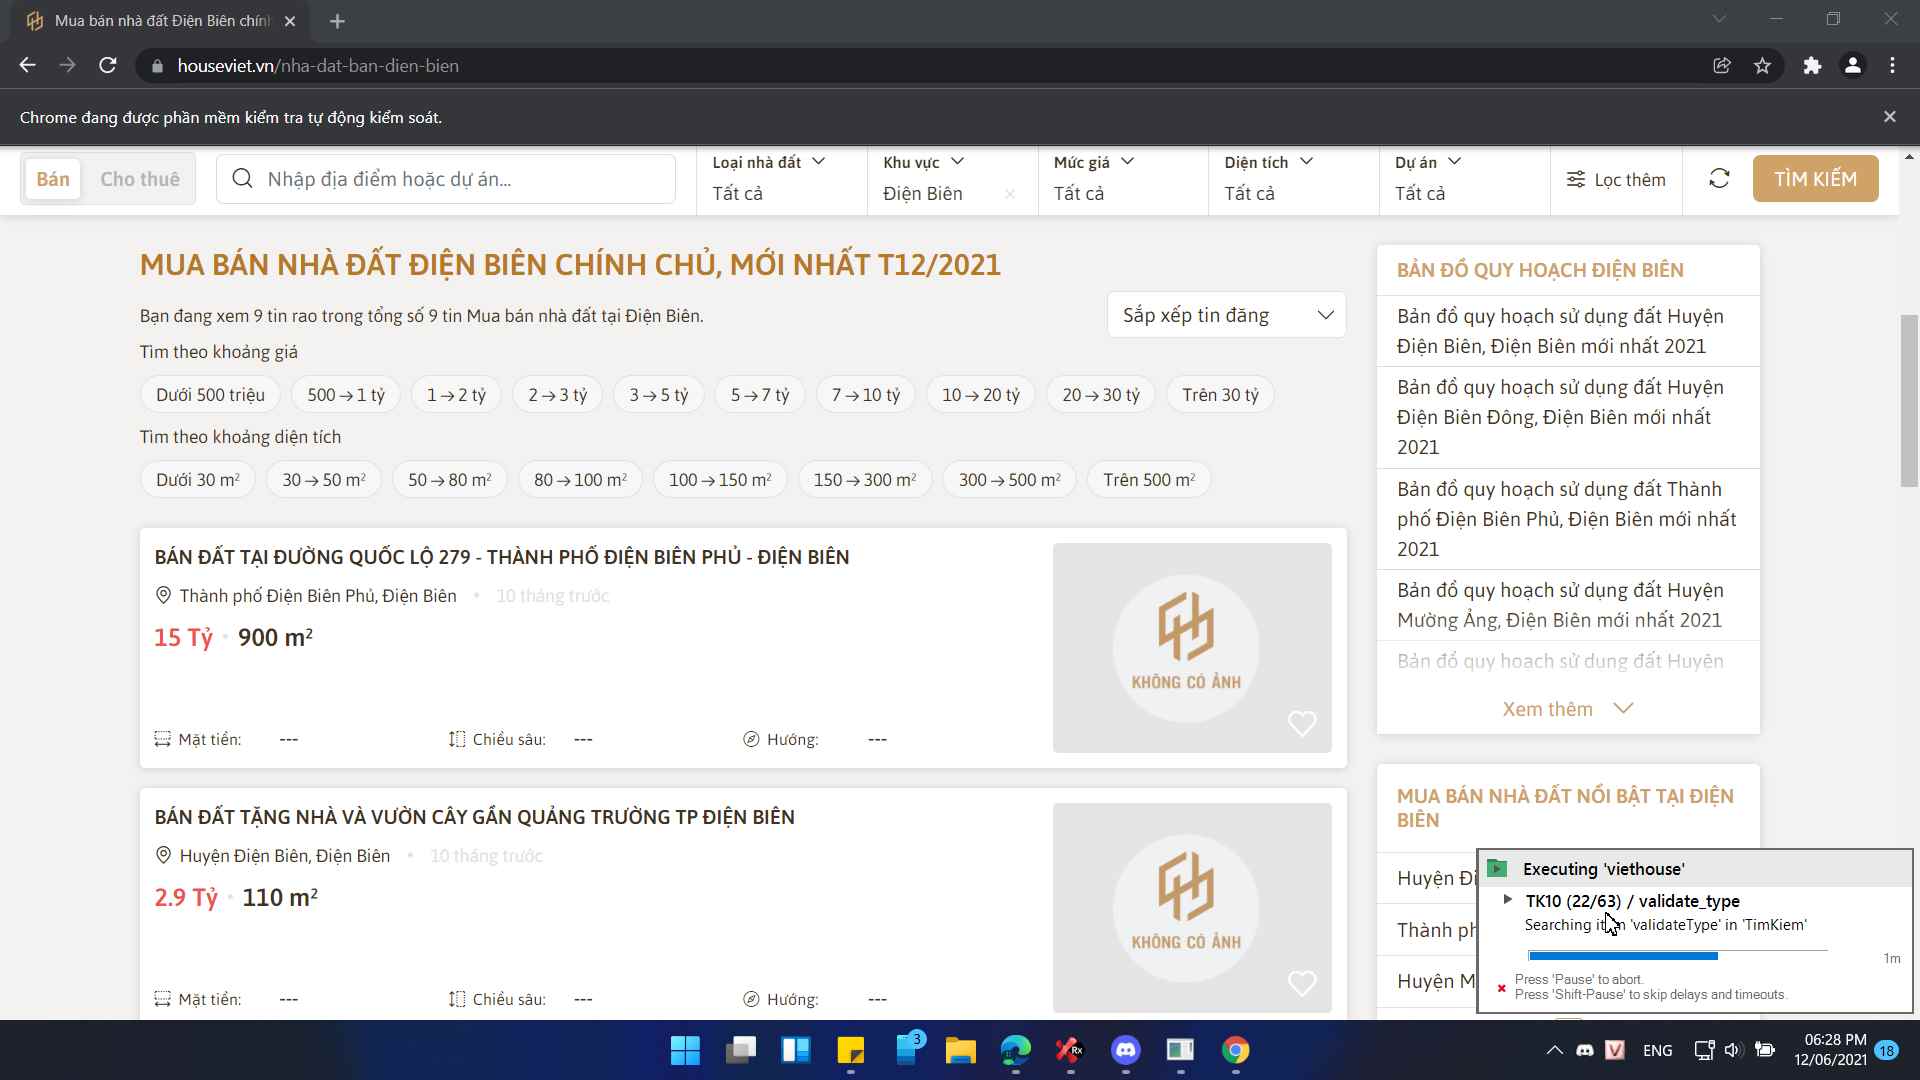 Mua bán nhà đất Điện Biên chính
houseviet.vn/nha-dat-ban-dien-bien
Chrome đang được phần mềm kiểm tra tự động kiểm soát.
Bán
Cho thuê
Nhập địa điểm hoặc dự án...
Loại nhà đất
Tất cả
Khu vực
Điện Biên
Mức giá
Tất cả
Diện tích
Tất cả
Dự án
Tất cả
Lọc thêm
TÌM KIẾM
MUA BÁN NHÀ ĐẤT ĐIỆN BIÊN CHÍNH CHỦ, MỚI NHẤT T12/2021
Bạn đang xem 9 tin rao trong tổng số 9 tin Mua bán nhà đất tại Điện Biên.
Sắp xếp tin đăng
Tìm theo khoảng giá
Dưới 500 triệu
500 → 1 tỷ
1 → 2 tỷ
2 → 3 tỷ
3 → 5 tỷ
5 → 7 tỷ
7 → 10 tỷ
10 → 20 tỷ
20 → 30 tỷ
Trên 30 tỷ
Tìm theo khoảng diện tích
Dưới 30 m²
30 → 50 m²
50 → 80 m²
80 → 100 m²
100 → 150 m²
150 → 300 m²
300 → 500 m²
Trên 500 m²
BÁN ĐẤT TẠI ĐƯỜNG QUỐC LỘ 279 - THÀNH PHỐ ĐIỆN BIÊN PHỦ - ĐIỆN BIÊN
Thành phố Điện Biên Phủ, Điện Biên • 10 tháng trước
15 Tỷ • 900 m²
Mặt tiền: ---
Chiều sâu: ---
Hướng: ---
KHÔNG CÓ ẢNH
BÁN ĐẤT TẶNG NHÀ VÀ VƯỜN CÂY GẦN QUẢNG TRƯỜNG TP ĐIỆN BIÊN
Huyện Điện Biên, Điện Biên • 10 tháng trước
2.9 Tỷ • 110 m²
Mặt tiền: ---
Chiều sâu: ---
Hướng: ---
KHÔNG CÓ ẢNH
BẢN ĐỒ QUY HOẠCH ĐIỆN BIÊN
Bản đồ quy hoạch sử dụng đất Huyện
Điện Biên, Điện Biên mới nhất 2021
Bản đồ quy hoạch sử dụng đất Huyện
Điện Biên Đông, Điện Biên mới nhất
2021
Bản đồ quy hoạch sử dụng đất Thành
phố Điện Biên Phủ, Điện Biên mới nhất
2021
Bản đồ quy hoạch sử dụng đất Huyện
Mường Ảng, Điện Biên mới nhất 2021
Bản đồ quy hoạch sử dụng đất Huyện
Xem thêm
MUA BÁN NHÀ ĐẤT NỔI BẬT TẠI ĐIỆN
BIÊN
Huyện Đi
Thành ph
Huyện M
Executing 'viethouse'
TK10 (22/63) / validate_type
Searching 'validateType' in 'TimKiem'
1m
Press 'Pause' to abort.
Press 'Shift-Pause' to skip delays and timeouts.
3
Rx
V
ENG
06:28 PM
12/06/2021
18